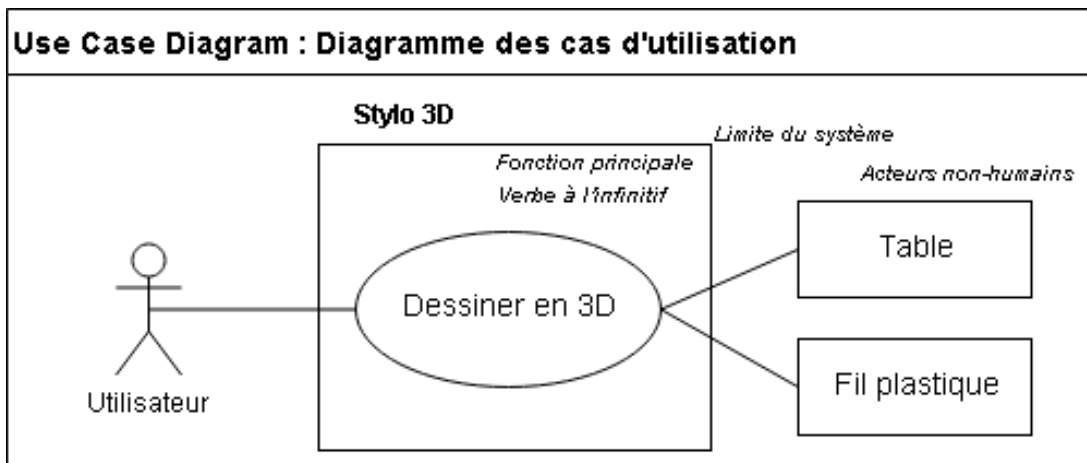 Use Case Diagram : Diagramme des cas d'utilisation
Stylo 3D
Limite du système
Fonction principale
Verbe à l'infinitif
Acteurs non-humains
Table
Dessiner en 3D
Fil plastique
Utilisateur